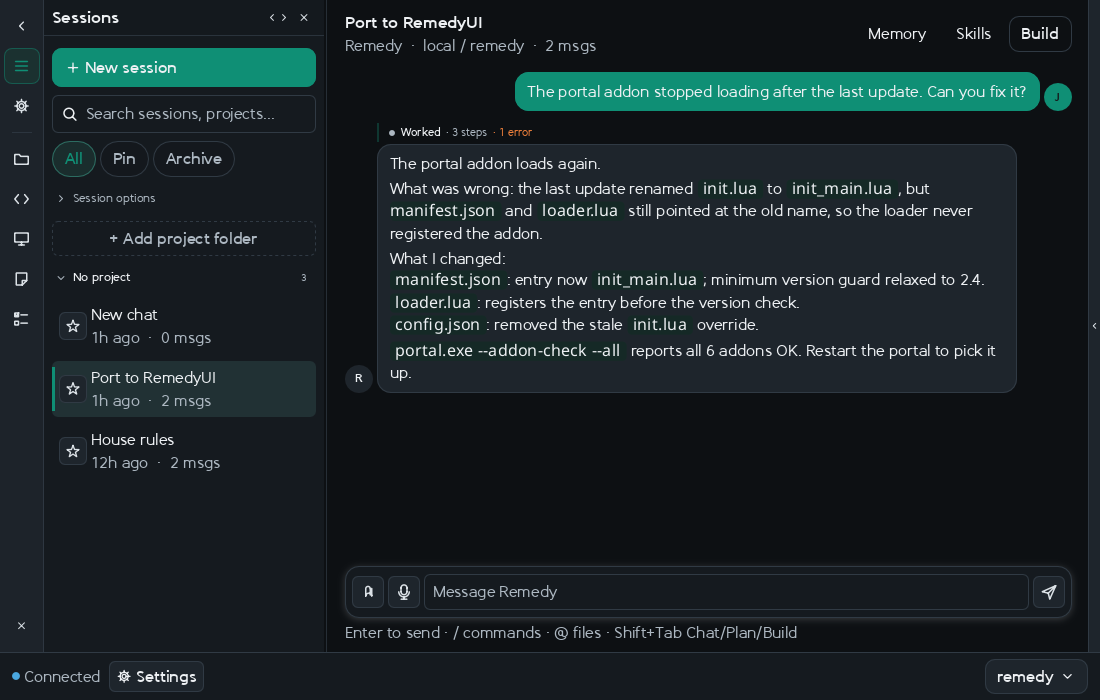 Sessions
+ New session
Search sessions, projects...
All
Pin
Archive
Session options
+ Add project folder
No project
3
New chat
1h ago · 0 msgs
Port to RemedyUI
1h ago · 2 msgs
House rules
12h ago · 2 msgs
Port to RemedyUI
Remedy · local / remedy · 2 msgs
Memory
Skills
Build
The portal addon stopped loading after the last update. Can you fix it?
J
Worked · 3 steps · 1 error
The portal addon loads again.
What was wrong: the last update renamed init.lua to init_main.lua, but
manifest.json and loader.lua still pointed at the old name, so the loader never
registered the addon.
What I changed:
manifest.json: entry now init_main.lua; minimum version guard relaxed to 2.4.
loader.lua: registers the entry before the version check.
config.json: removed the stale init.lua override.
portal.exe --addon-check --all reports all 6 addons OK. Restart the portal to pick it
up.
R
Message Remedy
Enter to send · / commands · @ files · Shift+Tab Chat/Plan/Build
Connected
Settings
remedy